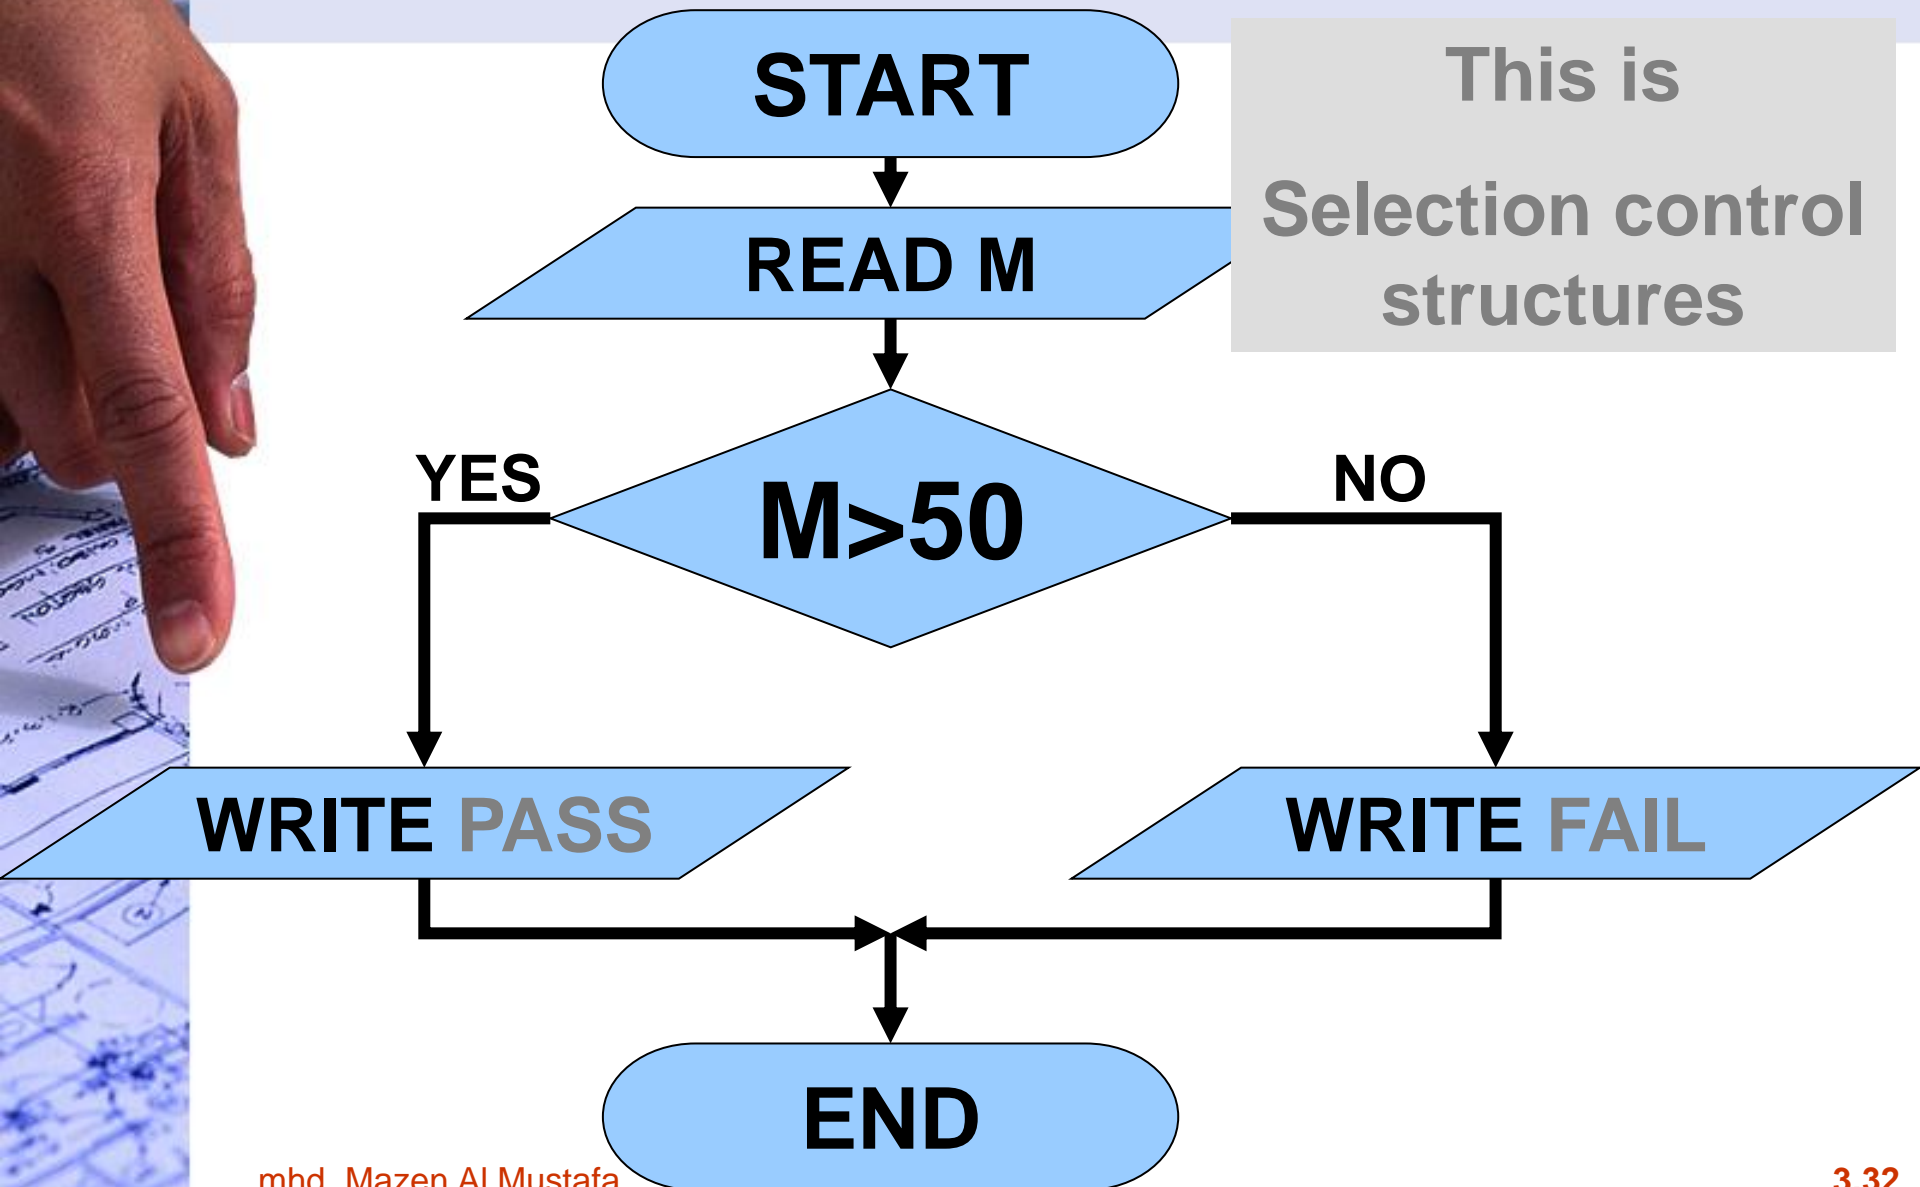 START
This is
Selection control
structures
READ M
M>50
YES
NO
WRITE PASS
WRITE FAIL
END
mhd. Mazen Al Mustafa
3.32